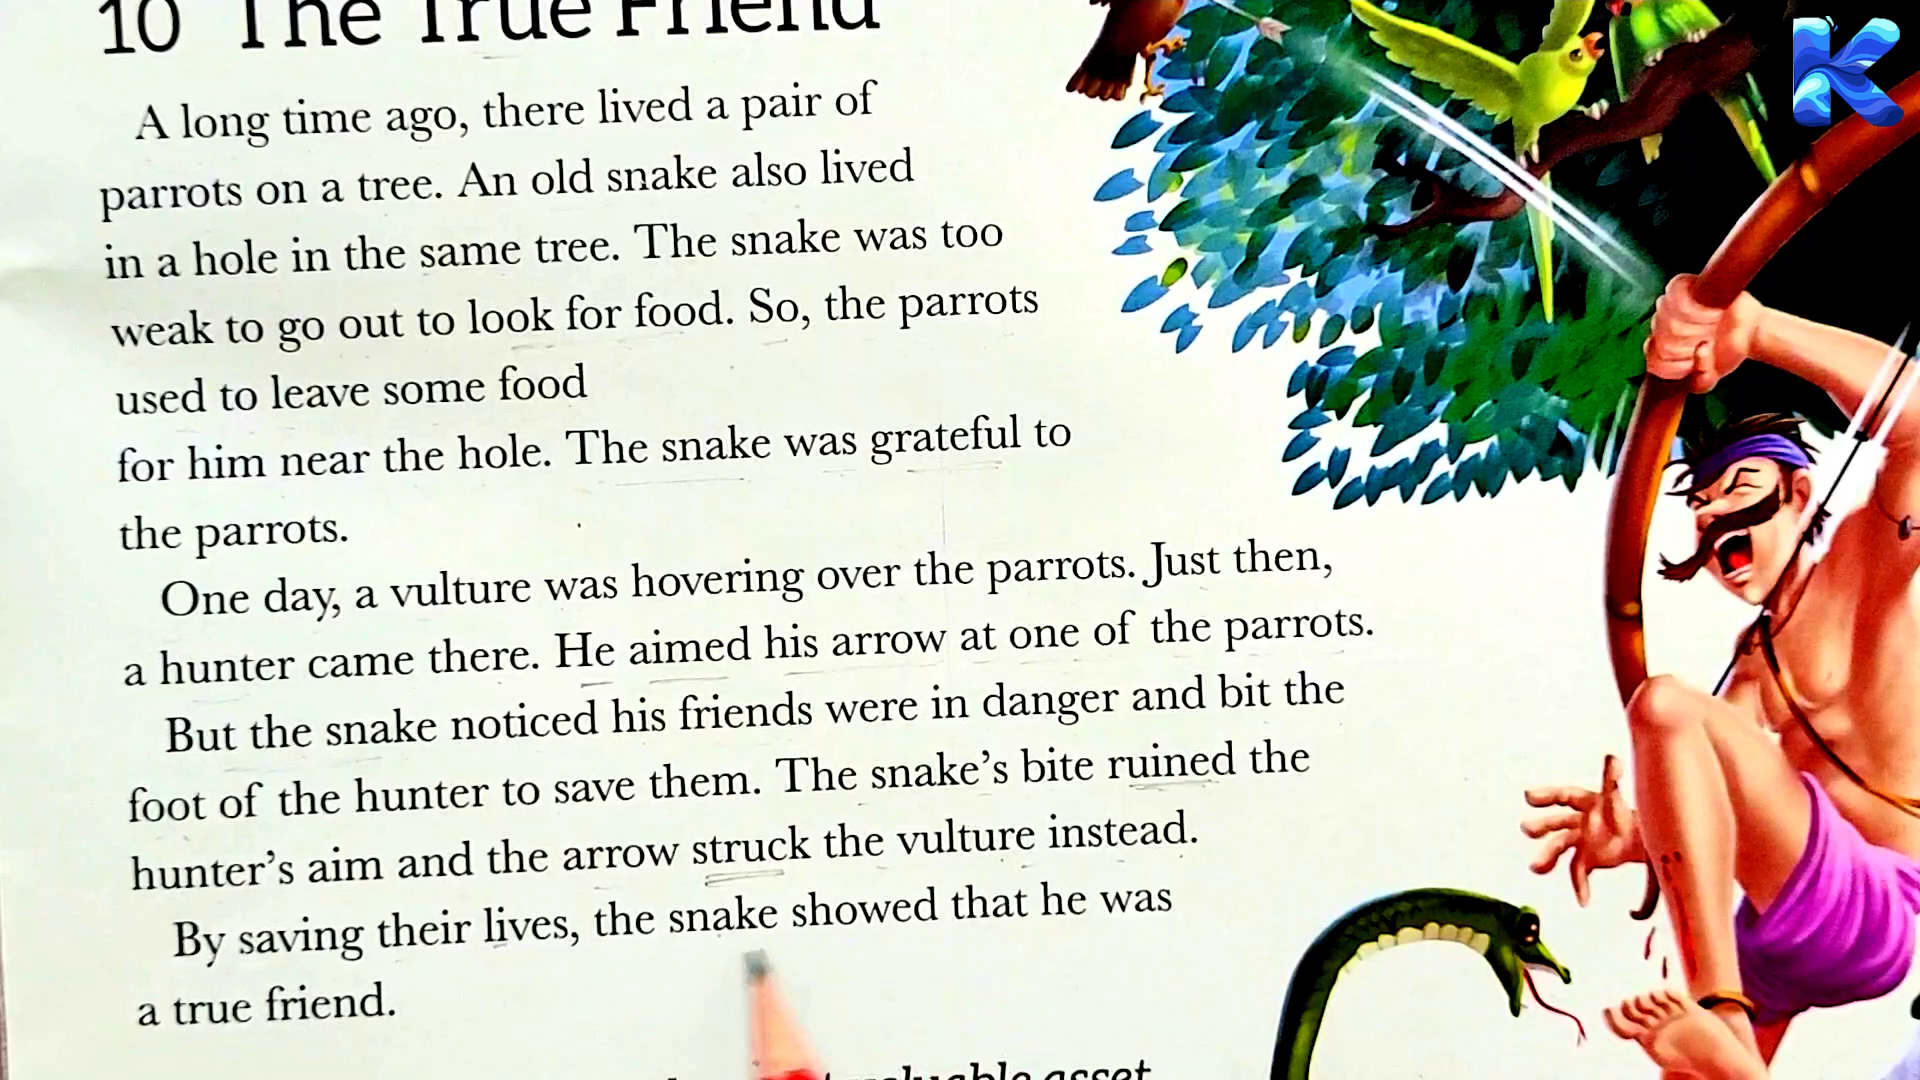 10 The True Friend
K
A long time ago, there lived a pair of
parrots on a tree. An old snake also lived
in a hole in the same tree. The snake was too
weak to go out to look for food. So, the parrots
used to leave some food
for him near the hole. The snake was grateful to
the parrots.
One day, a vulture was hovering over the parrots. Just then,
a hunter came there. He aimed his arrow at one of the parrots.
But the snake noticed his friends were in danger and bit the
foot of the hunter to save them. The snake's bite ruined the
hunter's aim and the arrow struck the vulture instead.
By saving their lives, the snake showed that he was
a true friend.
valuable asset